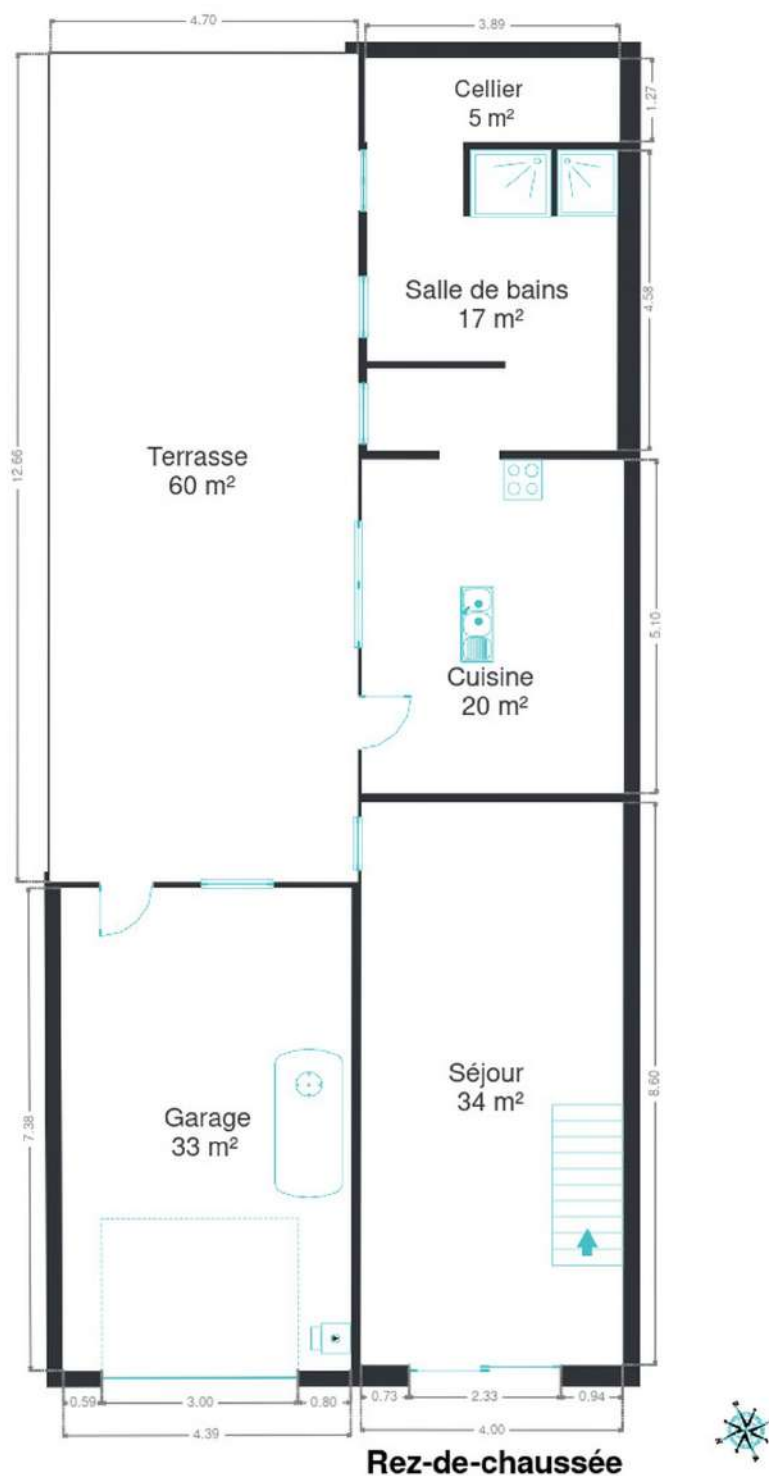 4.70
3.89
Cellier
5 m²
1.27
Salle de bains
17 m²
4.58
12.66
Terrasse
60 m²
Cuisine
20 m²
5.10
Séjour
34 m²
8.60
Garage
33 m²
7.38
0.59
3.00
0.80
4.39
0.73
2.33
0.94
4.00
Rez-de-chaussée